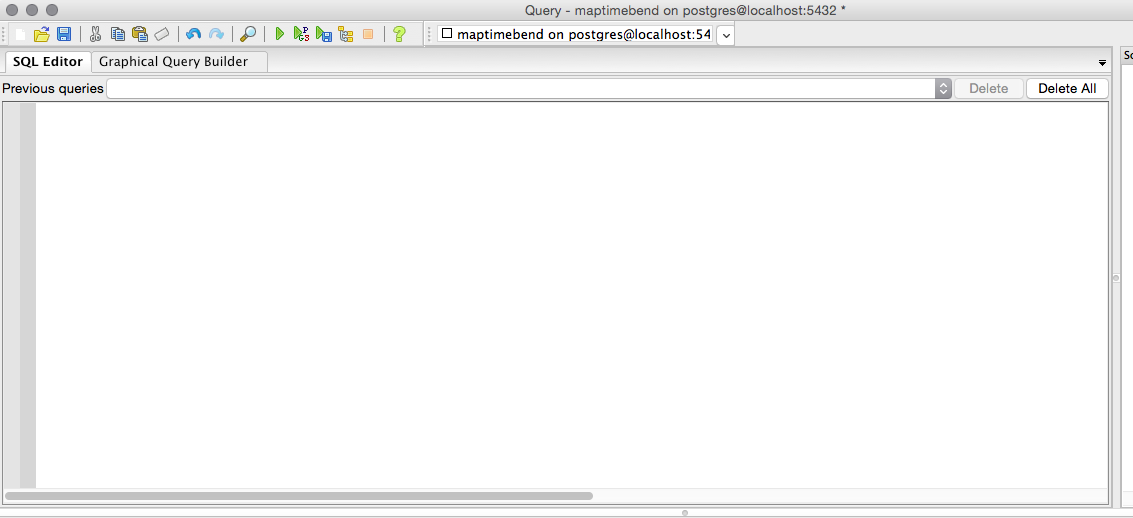 Query - maptimebend on postgres@localhost:5432 *
maptimebend on postgres@localhost:54
SQL Editor
Graphical Query Builder
Previous queries
Delete
Delete All